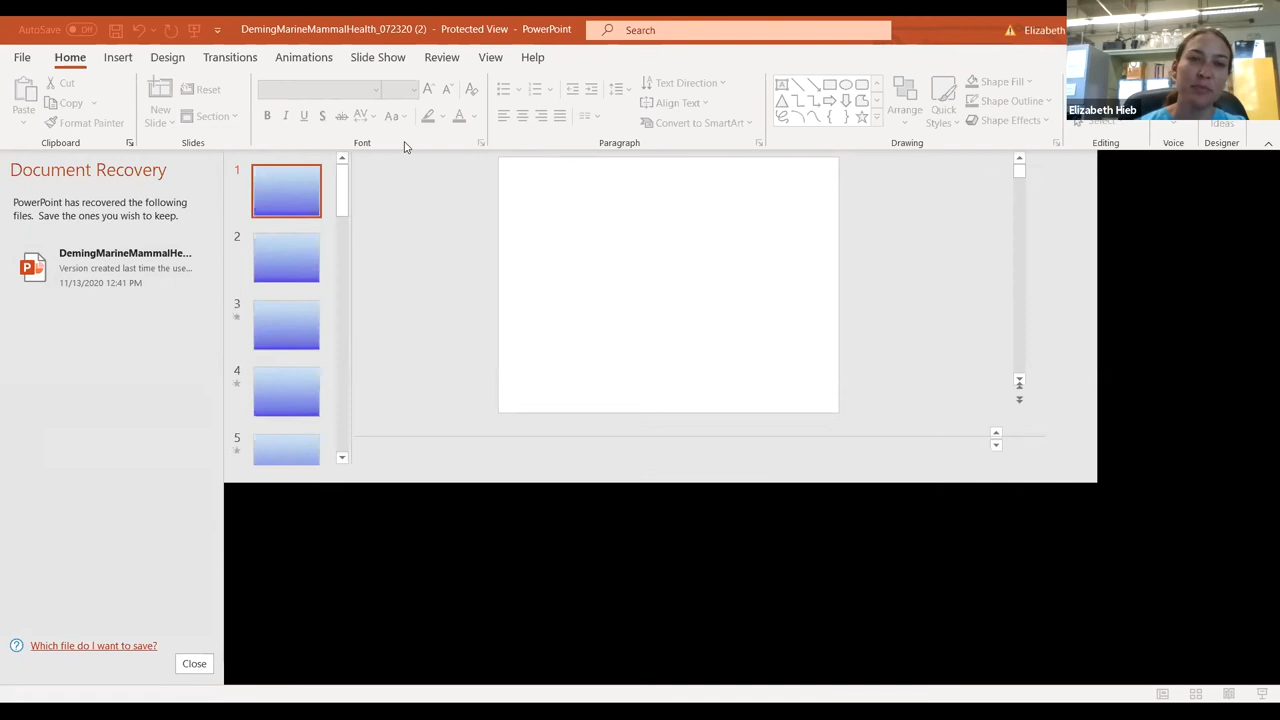 AutoSave Off
DemingMarineMammalHealth_072320 (2) - Protected View - PowerPoint
Search
Elizabeth
File Home Insert Design Transitions Animations Slide Show Review View Help
Paste
Cut
Copy
Format Painter
New
Slide
Reset
Section
Text Direction
Align Text
Convert to SmartArt
Arrange
Quick
Styles
Shape Fill
Shape Outline
Shape Effects
Select
Ideas
Elizabeth Hieb
Clipboard Slides Font Paragraph Drawing Editing Voice Designer
Document Recovery
PowerPoint has recovered the following
files. Save the ones you wish to keep.
DemingMarineMammalHe...
Version created last time the use...
11/13/2020 12:41 PM
1
2
3
4
5
Which file do I want to save?
Close